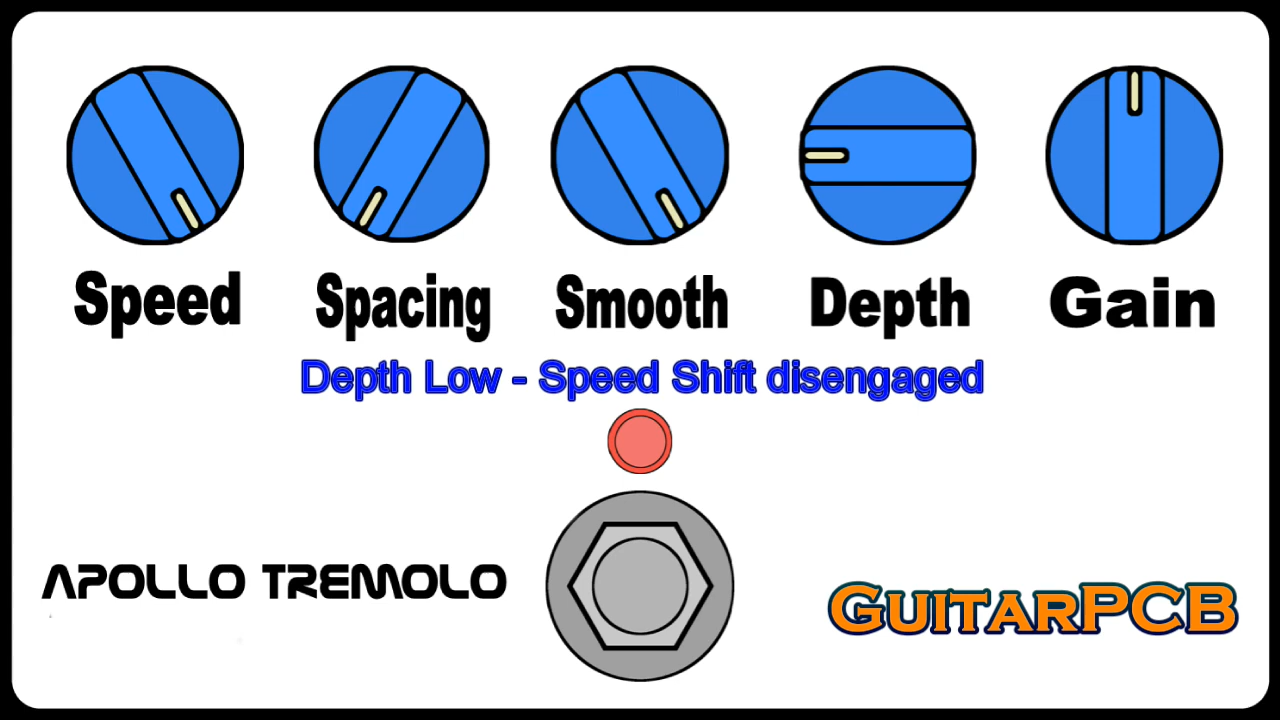 Speed Spacing Smooth Depth Gain
Depth Low - Speed Shift disengaged
APOLLO TREMOLO
GUITARPCB